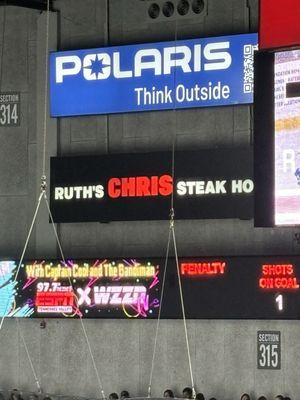 SECTION
314
POLARIS
Think Outside
RUTH'S CHRIS STEAK HO
With Captain Cool and The Bandiman
97.7
ESPN
X WZZR
PENALTY
SHOTS
ON GOAL
1
SECTION
315